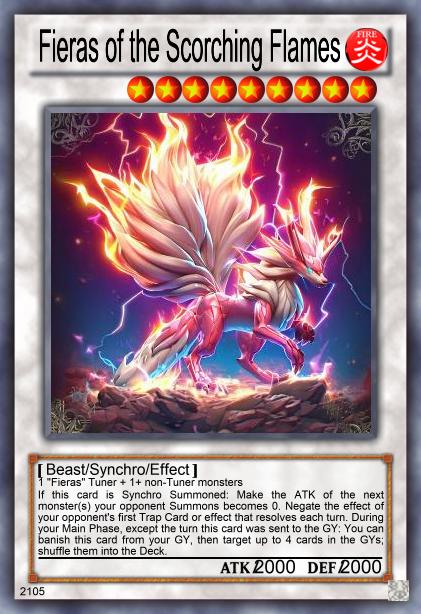 Fieras of the Scorching Flames
FIRE
炎
[ Beast/Synchro/Effect ]
1 "Fieras" Tuner + 1+ non-Tuner monsters
If this card is Synchro Summoned: Make the ATK of the next
monster(s) your opponent Summons becomes 0. Negate the effect of
your opponent's first Trap Card or effect that resolves each turn. During
your Main Phase, except the turn this card was sent to the GY: You can
banish this card from your GY, then target up to 4 cards in the GYs;
shuffle them into the Deck.
ATK 2000 DEF 2000
2105